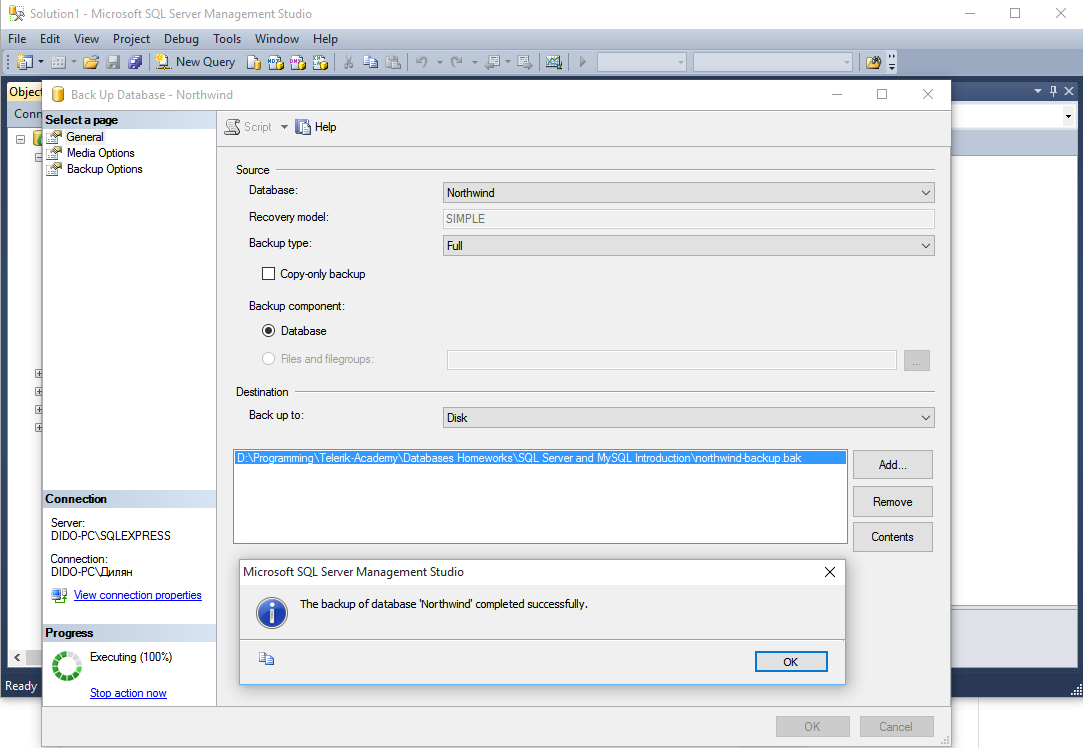 Solution1 - Microsoft SQL Server Management Studio
File Edit View Project Debug Tools Window Help
New Query
Object
Back Up Database - Northwind
Conn
Select a page
General
Media Options
Backup Options
Script Help
Source
Database: Northwind
Recovery model: SIMPLE
Backup type: Full
Copy-only backup
Backup component:
Database
Files and filegroups:
...
Destination
Back up to: Disk
D:\Programming\Telerik-Academy\Databases Homeworks\SQL Server and MySQL Introduction\northwind-backup.bak
Add...
Remove
Contents
Connection
Server:
DIDO-PC\SQLEXPRESS
Connection:
DIDO-PC\Дилян
View connection properties
Progress
Executing (100%)
Stop action now
Microsoft SQL Server Management Studio
The backup of database 'Northwind' completed successfully.
OK
Ready
OK Cancel